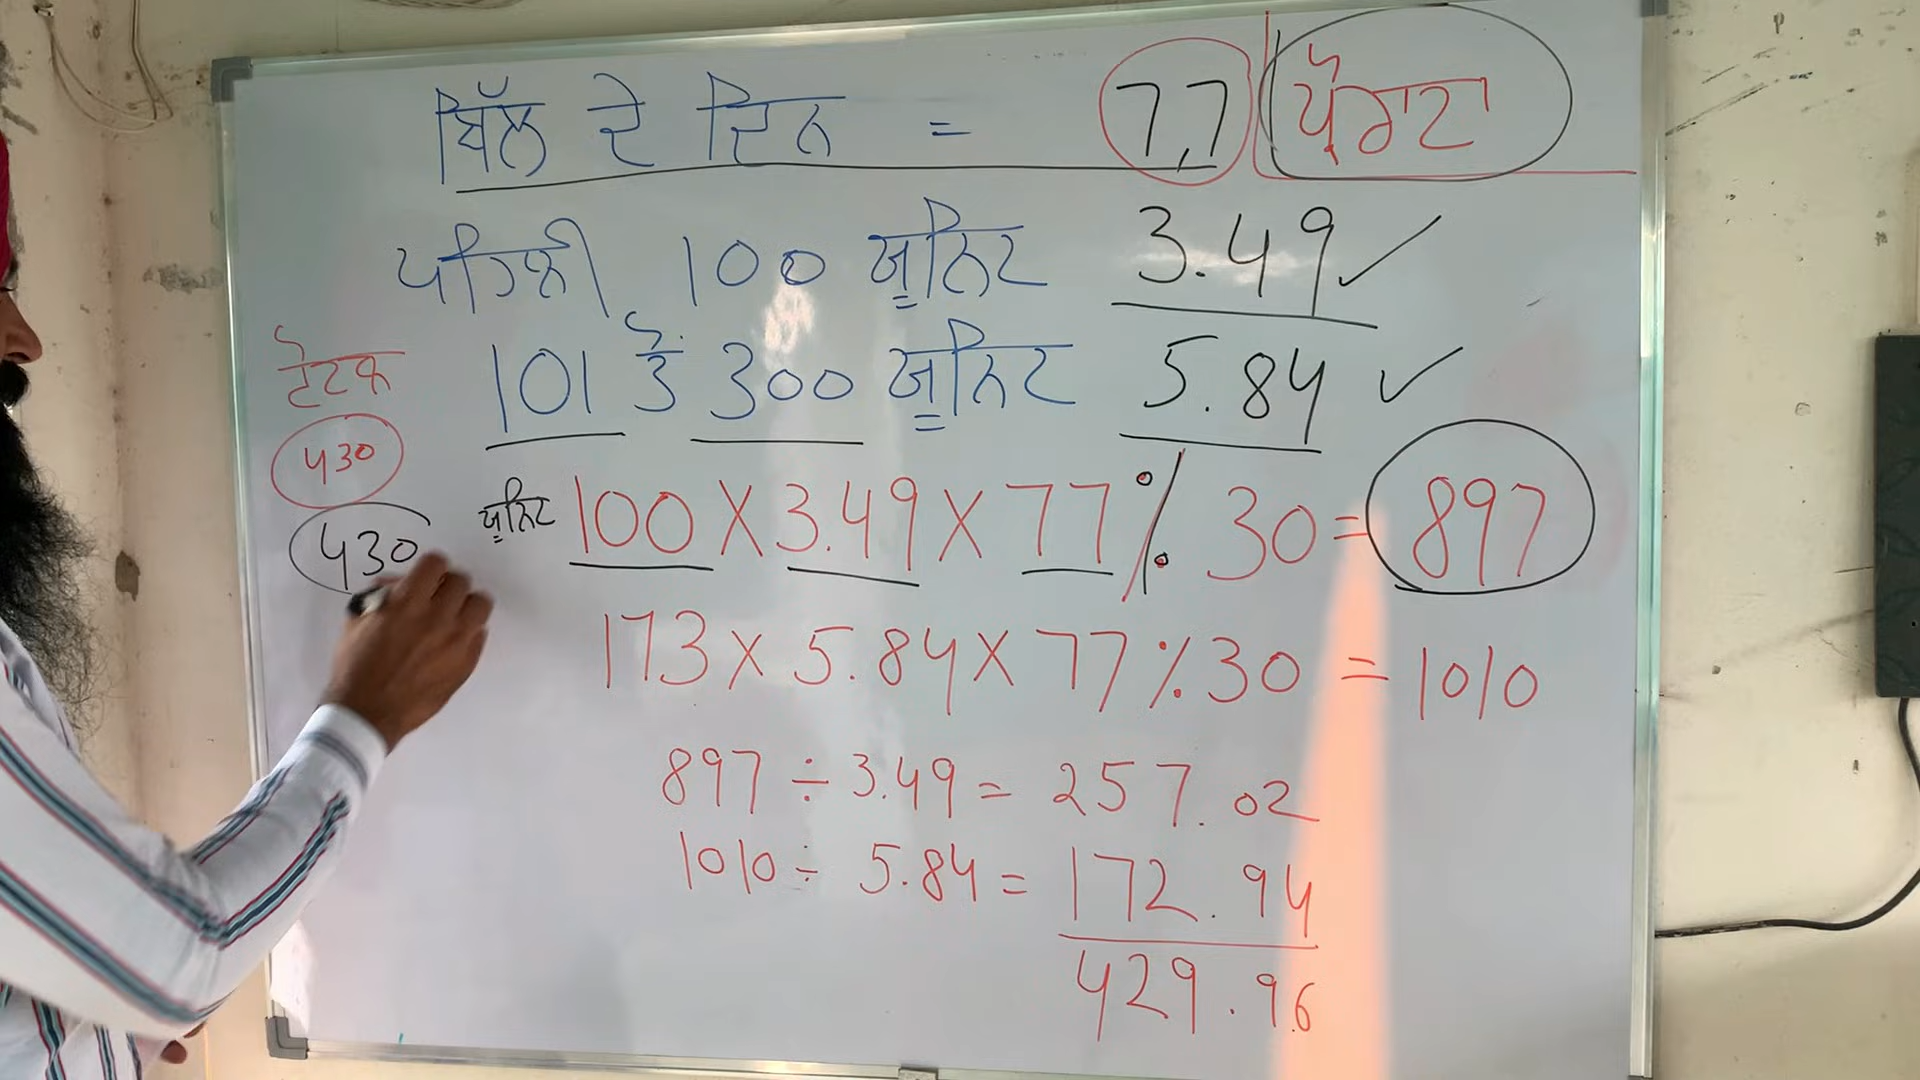 ਬਿੱਲ ਦੇ ਦਿਨ = 77, ਪ੍ਰੋਰਾਟਾ
ਪਹਿਲੀ 100 ਯੂਨਿਟ 3.49 ✓
101 ਤੋਂ 300 ਯੂਨਿਟ 5.84 ✓
ਟੋਟਲ
430
430
ਯੂਨਿਟ 100 X 3.49 X 77 % 30 = 897
173 X 5.84 X 77 % 30 = 1010
897 ÷ 3.49 = 257.02
1010 ÷ 5.84 = 172.94
429.96